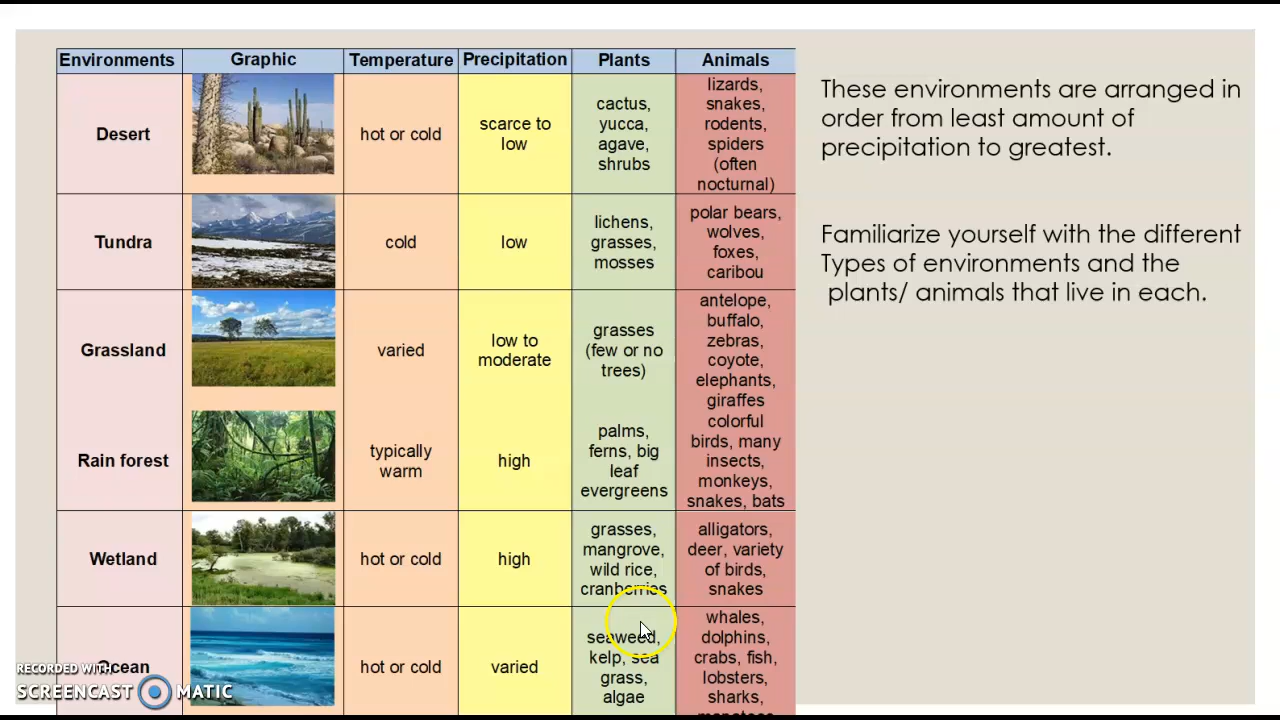 Environments Graphic Temperature Precipitation Plants Animals
Desert
hot or cold
scarce to
low
cactus,
yucca,
agave,
shrubs
lizards,
snakes,
rodents,
spiders
(often
nocturnal)
Tundra
cold
low
lichens,
grasses,
mosses
polar bears,
wolves,
foxes,
caribou
Grassland
varied
low to
moderate
grasses
(few or no
trees)
antelope,
buffalo,
zebras,
coyote,
elephants,
giraffes
Rain forest
typically
warm
high
palms,
ferns, big
leaf
evergreens
colorful
birds, many
insects,
monkeys,
snakes, bats
Wetland
hot or cold
high
grasses,
mangrove,
wild rice,
cranberries
alligators,
deer, variety
of birds,
snakes
Ocean
hot or cold
varied
seaweed,
kelp, sea
grass,
algae
whales,
dolphins,
crabs, fish,
lobsters,
sharks,
These environments are arranged in
order from least amount of
precipitation to greatest.
Familiarize yourself with the different
Types of environments and the
plants/ animals that live in each.
RECORDED WITH
SCREENCAST MATIC